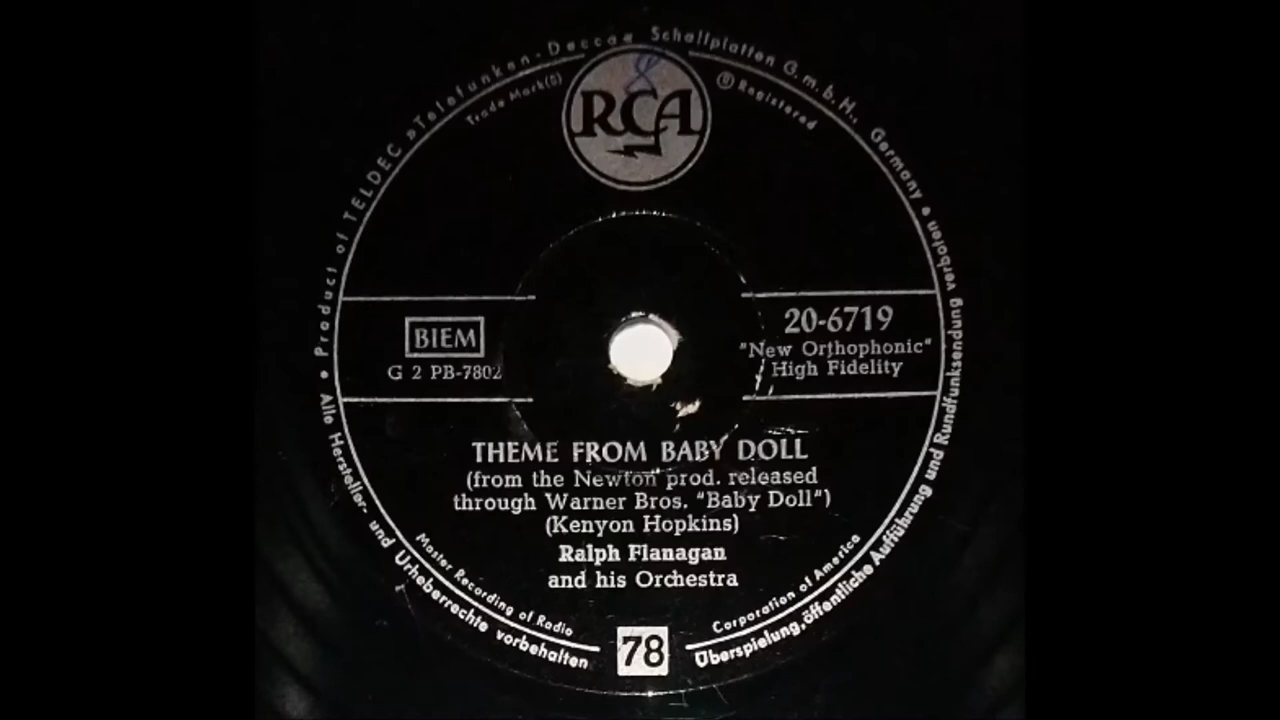 Product of TELDEC »Telefunken-Decca« Schallplatten G.m.b.H., Germany
8
RCA
Trade Mark(s)
® Registered
BIEM
G 2 PB-7802
20-6719
"New Orthophonic"
High Fidelity
THEME FROM BABY DOLL
(from the Newton prod. released
through Warner Bros. "Baby Doll")
(Kenyon Hopkins)
Ralph Flanagan
and his Orchestra
Master Recording of Radio
Corporation of America
78
Alle Hersteller- und Urheberrechte vorbehalten
Überspielung, öffentliche Aufführung und Rundfunksendung verboten